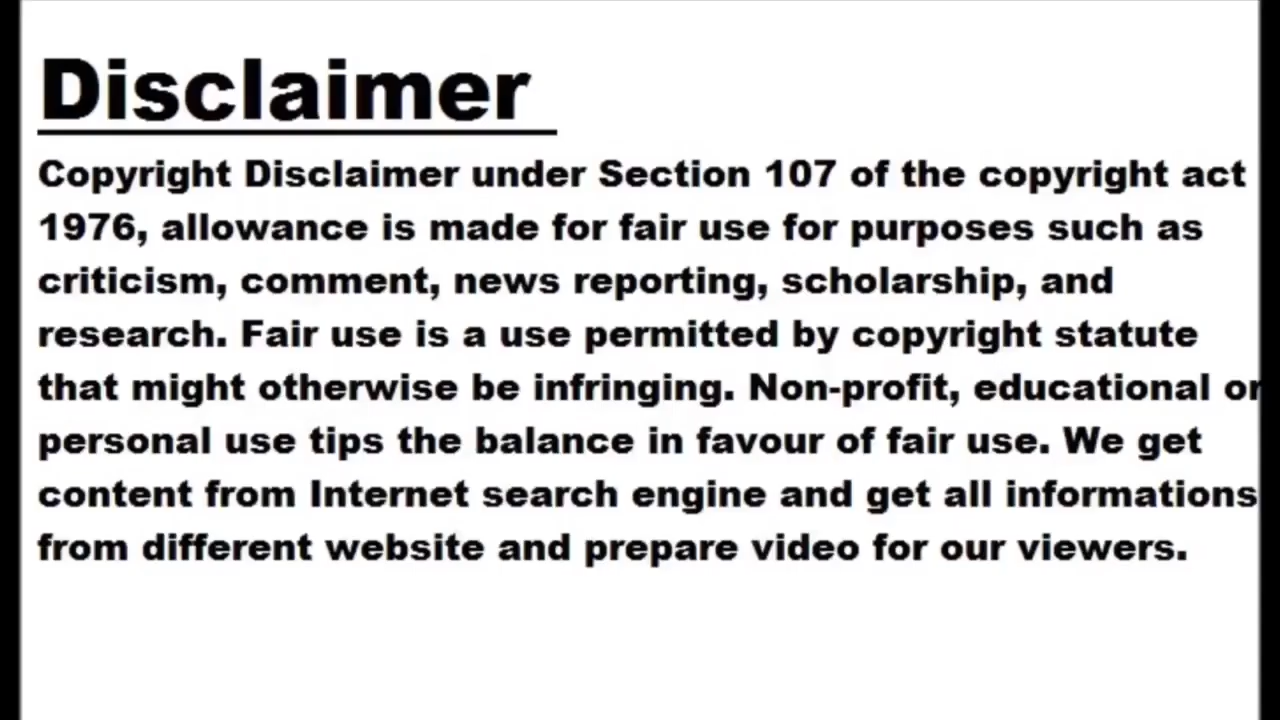 Disclaimer
Copyright Disclaimer under Section 107 of the copyright act
1976, allowance is made for fair use for purposes such as
criticism, comment, news reporting, scholarship, and
research. Fair use is a use permitted by copyright statute
that might otherwise be infringing. Non-profit, educational or
personal use tips the balance in favour of fair use. We get
content from Internet search engine and get all informations
from different website and prepare video for our viewers.